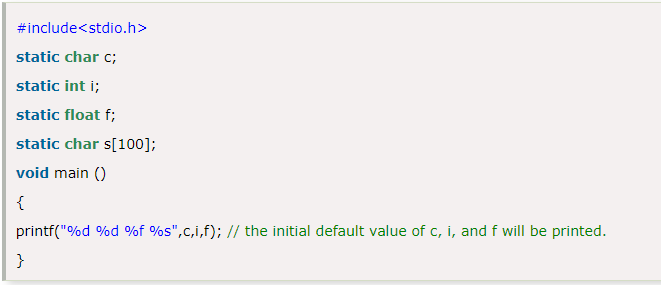 #include<stdio.h>
static char c;
static int i;
static float f;
static char s[100];
void main ()
{
printf("%d %d %f %s",c,i,f); // the initial default value of c, i, and f will be printed.
}